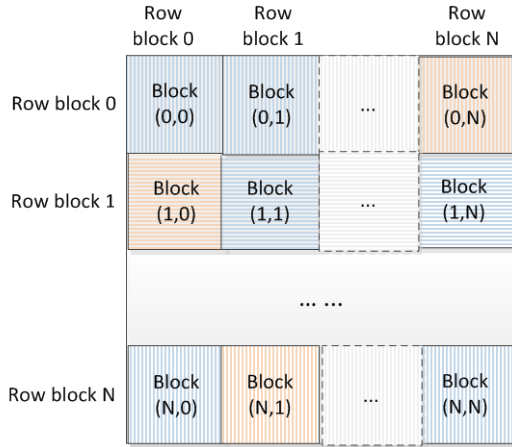 Row
block 0
Row
block 1
Row
block N
Row block 0
Block
(0,0)
Block
(0,1)
...
Block
(0,N)
Row block 1
Block
(1,0)
Block
(1,1)
...
Block
(1,N)
... ...
Row block N
Block
(N,0)
Block
(N,1)
...
Block
(N,N)